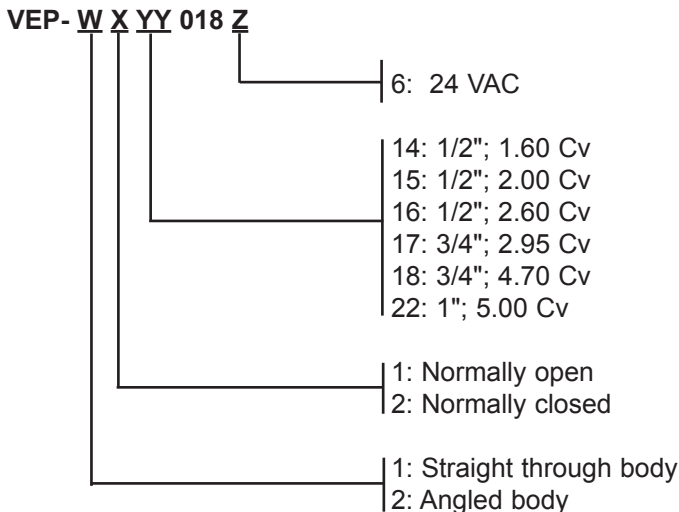 VEP- W X YY 018 Z
6: 24 VAC
14: 1/2"; 1.60 Cv
15: 1/2"; 2.00 Cv
16: 1/2"; 2.60 Cv
17: 3/4"; 2.95 Cv
18: 3/4"; 4.70 Cv
22: 1"; 5.00 Cv
1: Normally open
2: Normally closed
1: Straight through body
2: Angled body